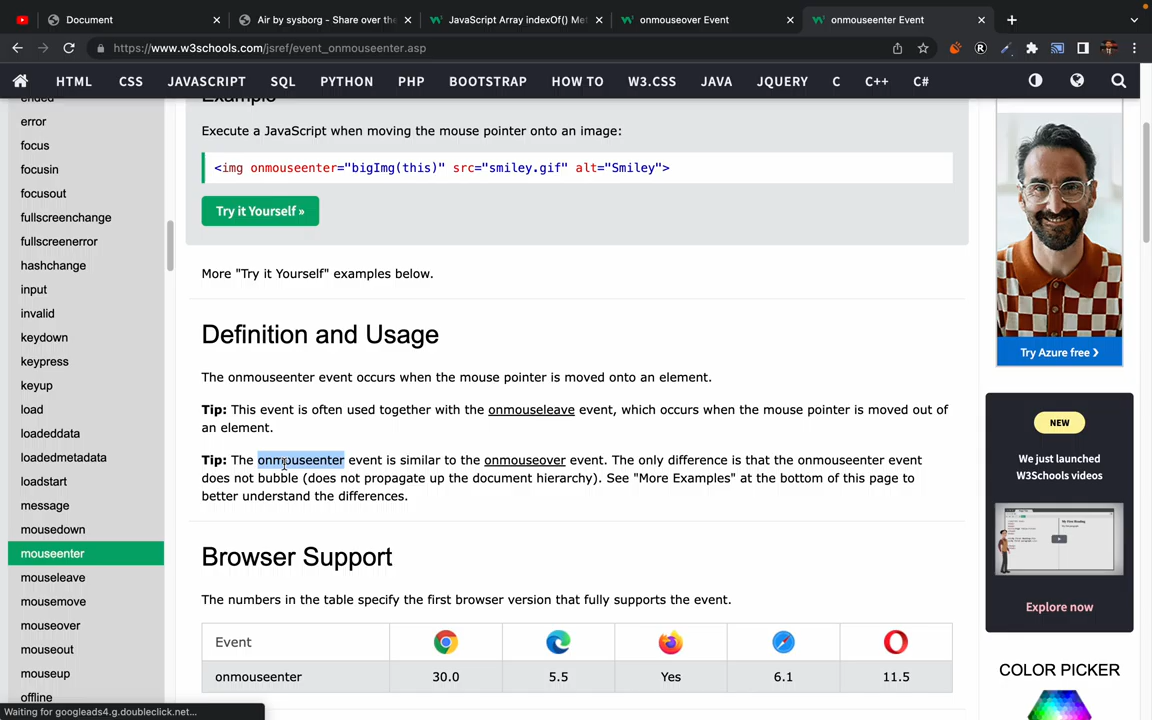 Document
Air by sysborg - Share over the
JavaScript Array indexOf() Me
onmouseover Event
onmouseenter Event
https://www.w3schools.com/jsref/event_onmouseenter.asp
HTML CSS JAVASCRIPT SQL PYTHON PHP BOOTSTRAP HOW TO W3.CSS JAVA JQUERY C C++ C#
ended
error
focus
focusin
focusout
fullscreenchange
fullscreenerror
hashchange
input
invalid
keydown
keypress
keyup
load
loadeddata
loadedmetadata
loadstart
message
mousedown
mouseenter
mouseleave
mousemove
mouseover
mouseout
mouseup
offline
Waiting for googleads4.g.doubleclick.net...
Example
Execute a JavaScript when moving the mouse pointer onto an image:
<img onmouseenter="bigImg(this)" src="smiley.gif" alt="Smiley">
Try it Yourself »
More "Try it Yourself" examples below.
Definition and Usage
The onmouseenter event occurs when the mouse pointer is moved onto an element.
Tip: This event is often used together with the onmouseleave event, which occurs when the mouse pointer is moved out of
an element.
Tip: The onmouseenter event is similar to the onmouseover event. The only difference is that the onmouseenter event
does not bubble (does not propagate up the document hierarchy). See "More Examples" at the bottom of this page to
better understand the differences.
Browser Support
The numbers in the table specify the first browser version that fully supports the event.
Event
onmouseenter 30.0 5.5 Yes 6.1 11.5
Try Azure free ❯
NEW
We just launched
W3Schools videos
Explore now
COLOR PICKER